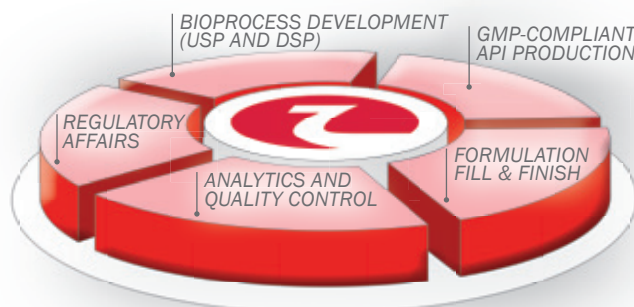 BIOPROCESS DEVELOPMENT
(USP AND DSP)
GMP-COMPLIANT
API PRODUCTION
REGULATORY
AFFAIRS
ANALYTICS AND
QUALITY CONTROL
FORMULATION
FILL & FINISH